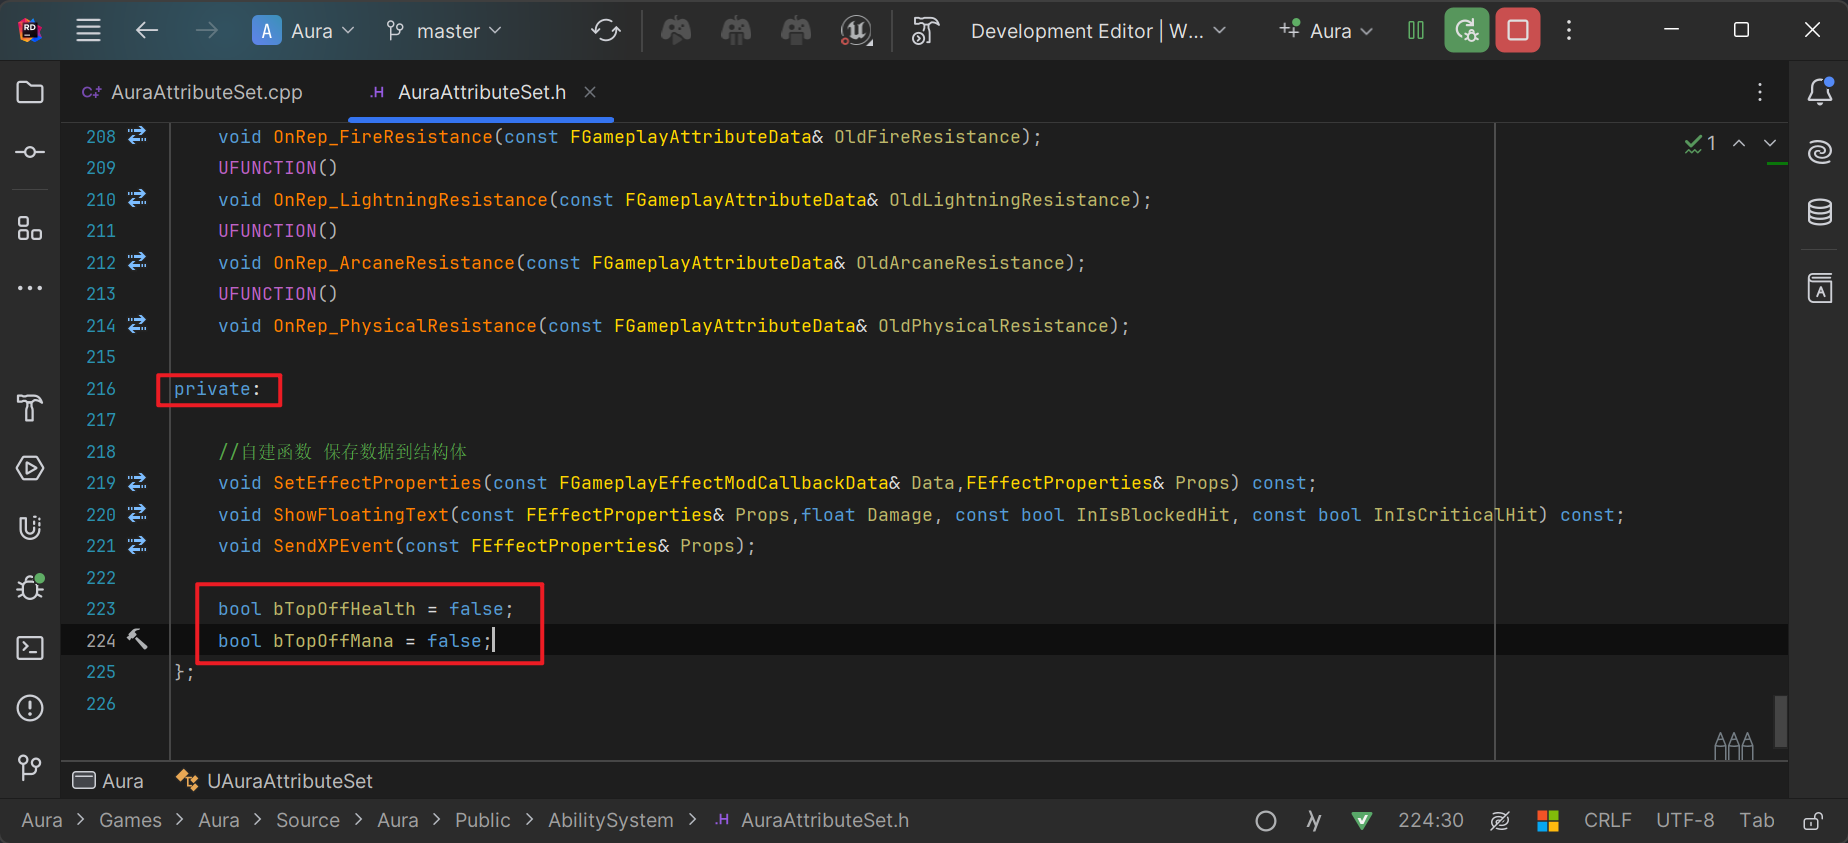 RD
A Aura master Development Editor | W... Aura
AuraAttributeSet.cpp .H AuraAttributeSet.h
208 void OnRep_FireResistance(const FGameplayAttributeData& OldFireResistance); 1
209 UFUNCTION()
210 void OnRep_LightningResistance(const FGameplayAttributeData& OldLightningResistance);
211 UFUNCTION()
212 void OnRep_ArcaneResistance(const FGameplayAttributeData& OldArcaneResistance);
213 UFUNCTION()
214 void OnRep_PhysicalResistance(const FGameplayAttributeData& OldPhysicalResistance);
215
216 private:
217
218 //自建函数 保存数据到结构体
219 void SetEffectProperties(const FGameplayEffectModCallbackData& Data,FEffectProperties& Props) const;
220 void ShowFloatingText(const FEffectProperties& Props,float Damage, const bool InIsBlockedHit, const bool InIsCriticalHit) const;
221 void SendXPEvent(const FEffectProperties& Props);
222
223 bool bTopOffHealth = false;
224 bool bTopOffMana = false;
225 };
226
Aura UAuraAttributeSet
Aura > Games > Aura > Source > Aura > Public > AbilitySystem > .H AuraAttributeSet.h 224:30 CRLF UTF-8 Tab